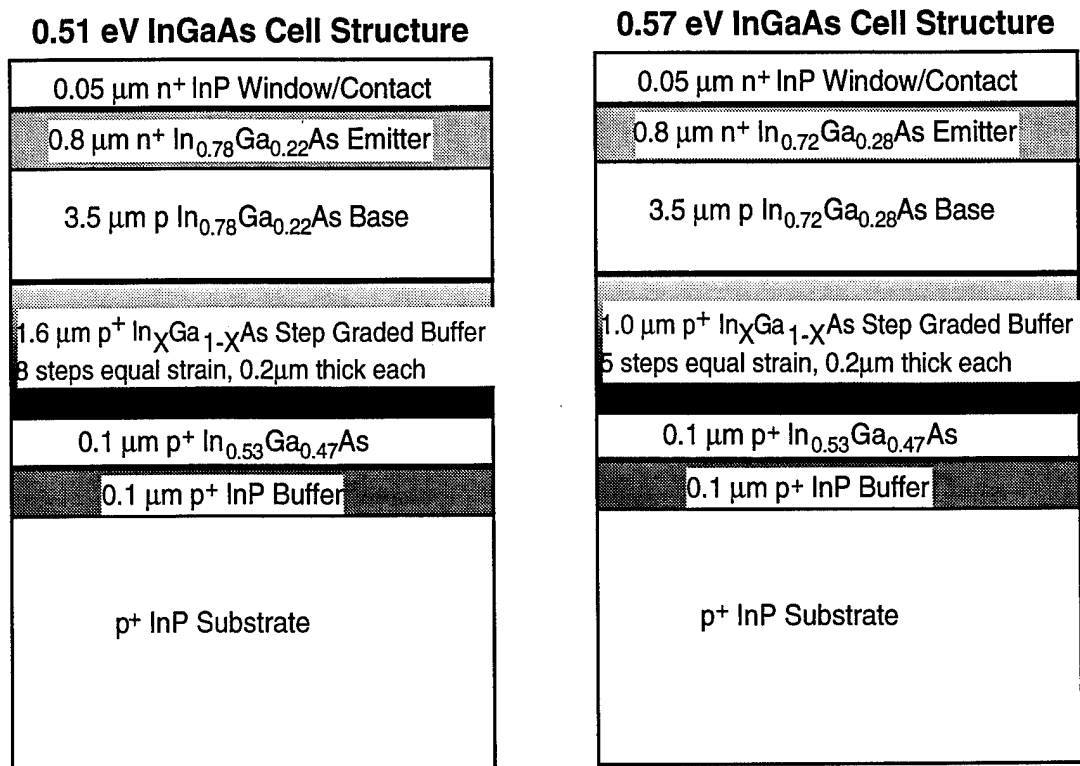 0.51 eV InGaAs Cell Structure
0.05 μm n⁺ InP Window/Contact
0.8 μm n⁺ In₀.₇₈Ga₀.₂₂As Emitter
3.5 μm p In₀.₇₈Ga₀.₂₂As Base
1.6 μm p⁺ InₓGa₁₋ₓAs Step Graded Buffer
8 steps equal strain, 0.2μm thick each
0.1 μm p⁺ In₀.₅₃Ga₀.₄₇As
0.1 μm p⁺ InP Buffer
p⁺ InP Substrate
0.57 eV InGaAs Cell Structure
0.05 μm n⁺ InP Window/Contact
0.8 μm n⁺ In₀.₇₂Ga₀.₂₈As Emitter
3.5 μm p In₀.₇₂Ga₀.₂₈As Base
1.0 μm p⁺ InₓGa₁₋ₓAs Step Graded Buffer
5 steps equal strain, 0.2μm thick each
0.1 μm p⁺ In₀.₅₃Ga₀.₄₇As
0.1 μm p⁺ InP Buffer
p⁺ InP Substrate